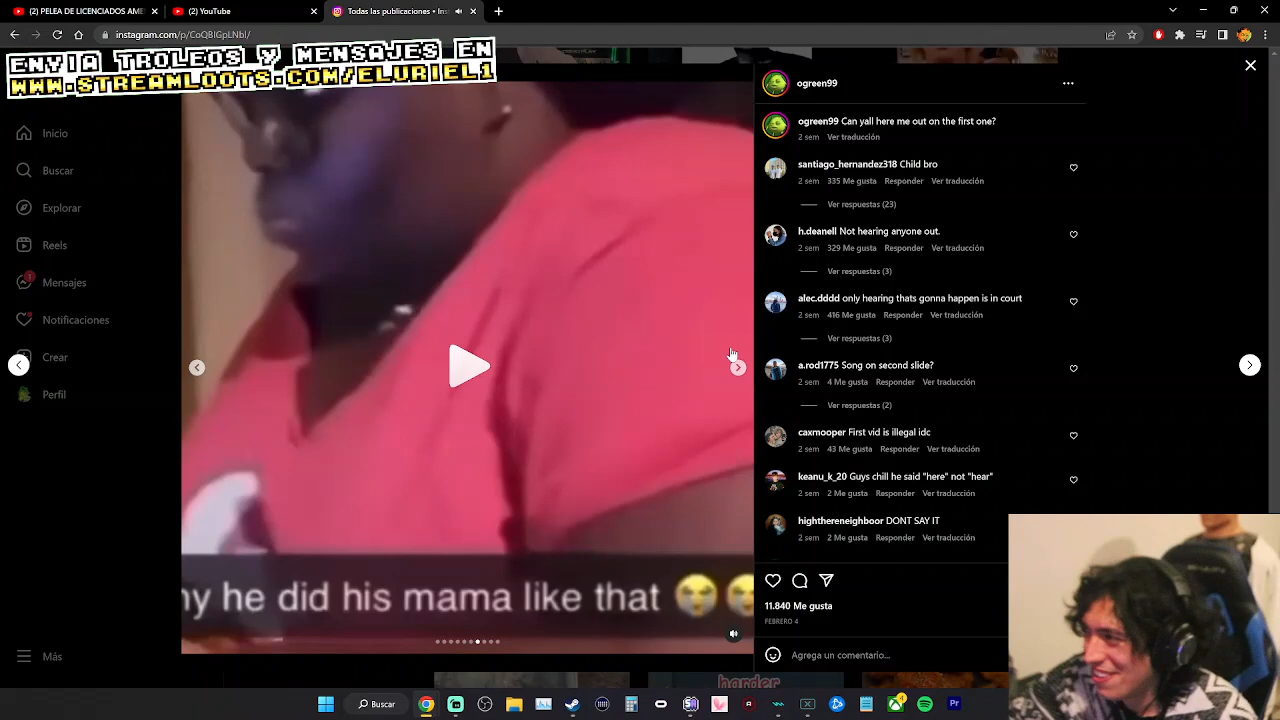 (2) PELEA DE LUCHADORES AME
(2) YouTube
Todas las publicaciones · Ins
ENVIA TROLEOS Y MENSAJES EN
WWW.STREAMLOOTS.COM/ELURIEL1
Inicio
Buscar
Explorar
Reels
1
Mensajes
Notificaciones
Crear
Perfil
Más
ny he did his mama like that 😭
ogreen99
ogreen99 Can yall here me out on the first one?
2 sem Ver traducción
santiago_hernandez318 Child bro
2 sem 335 Me gusta Responder Ver traducción
Ver respuestas (23)
h.deanell Not hearing anyone out.
2 sem 329 Me gusta Responder Ver traducción
Ver respuestas (3)
alec.dddd only hearing thats gonna happen is in court
2 sem 416 Me gusta Responder Ver traducción
Ver respuestas (3)
a.rod1775 Song on second slide?
2 sem 4 Me gusta Responder Ver traducción
Ver respuestas (2)
caxmooper First vid is illegal idc
2 sem 43 Me gusta Responder Ver traducción
keanu_k_20 Guys chill he said "here" not "hear"
2 sem 2 Me gusta Responder Ver traducción
highthereneighboor DONT SAY IT
2 sem 2 Me gusta Responder Ver traducción
11.840 Me gusta
FEBRERO 4
Agrega un comentario...
harder
Buscar
4
Pr